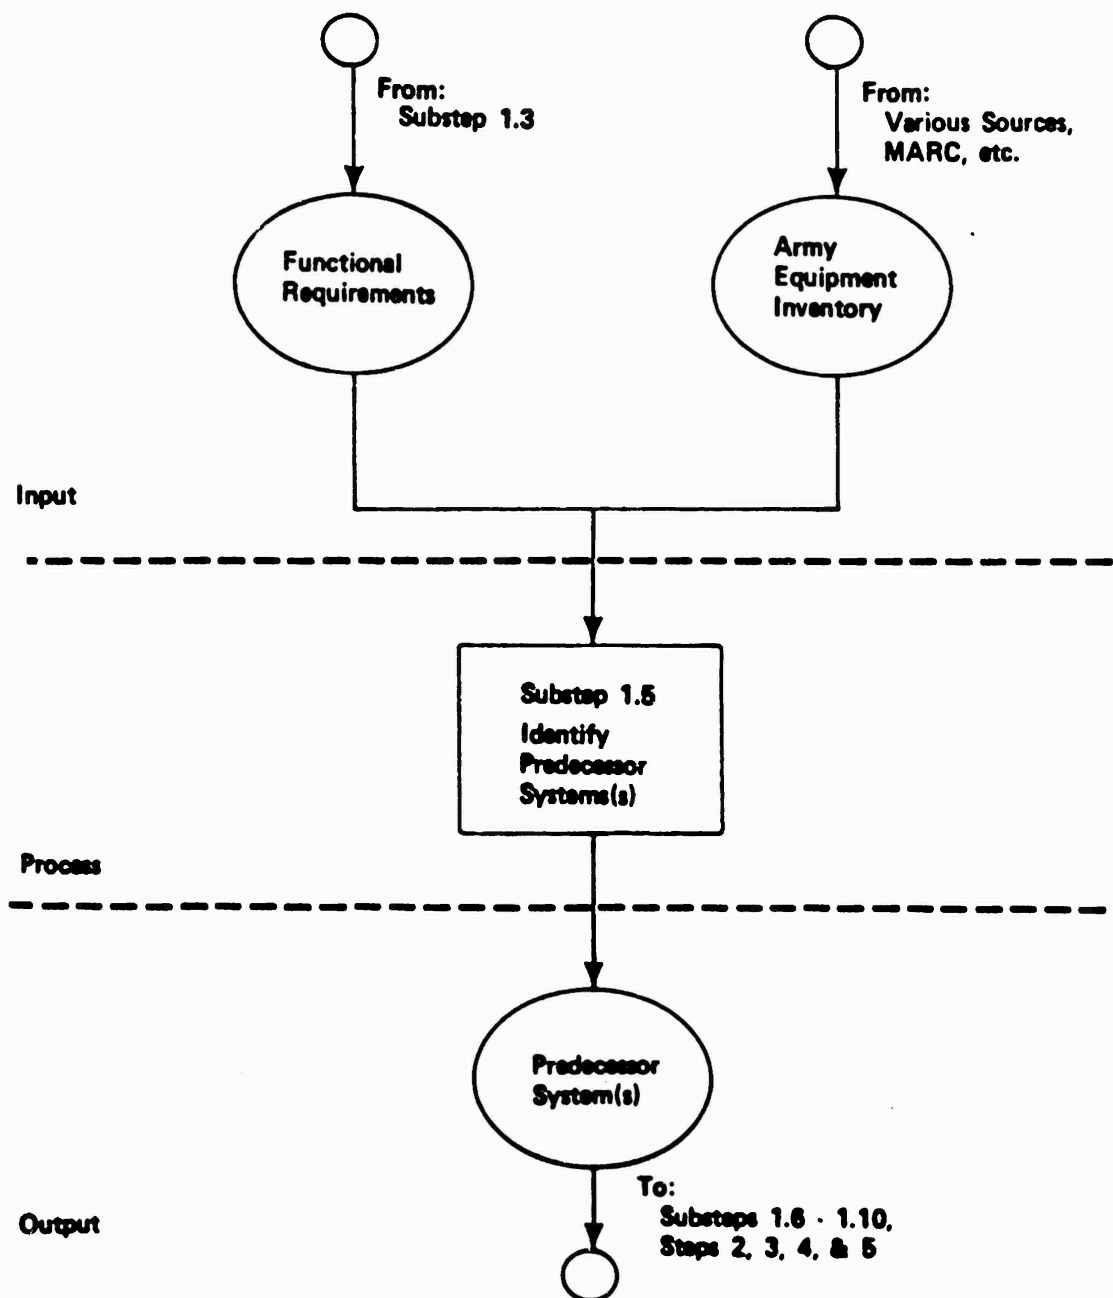 From:
Substep 1.3
From:
Various Sources,
MARC, etc.
Functional
Requirements
Army
Equipment
Inventory
Input
Substep 1.5
Identify
Predecessor
Systems(s)
Process
Predecessor
System(s)
To:
Substeps 1.6 - 1.10,
Steps 2, 3, 4, & 5
Output